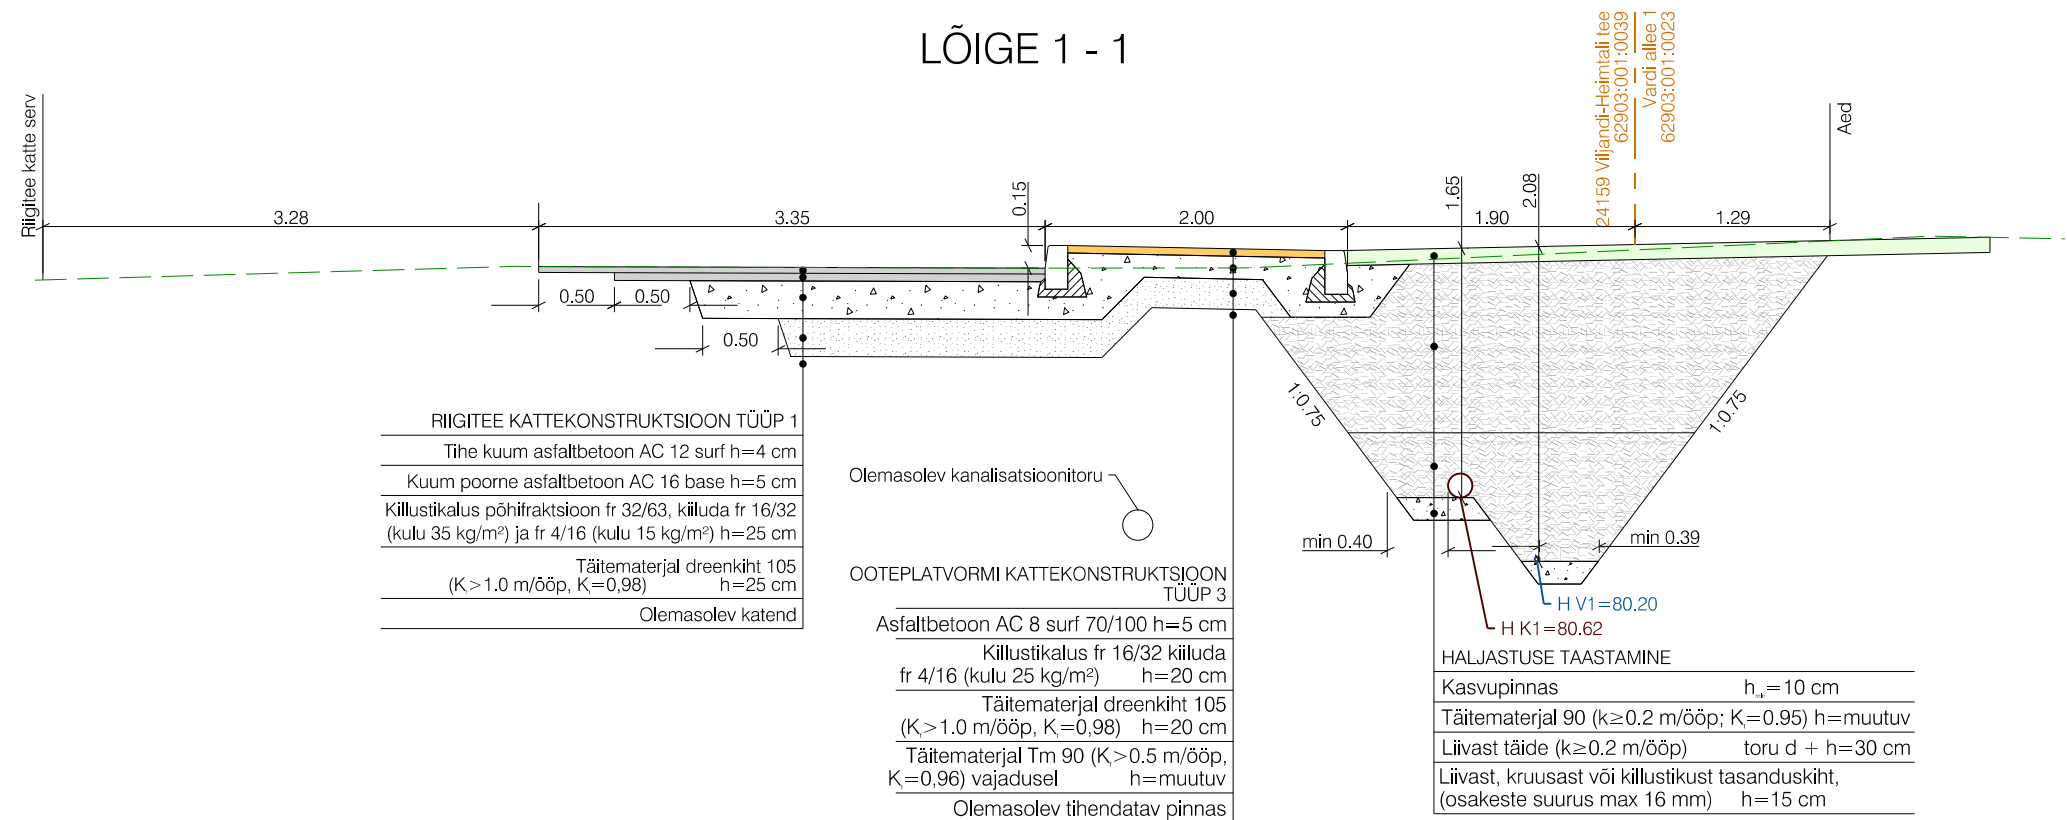 LÕIGE 1 - 1
Riigitee katte serv
24159 Viljandi-Heimtali tee
62903:001:0039
Vardi allee 1
62903:001:0023
Aed
3.28
3.35
0.15
2.00
1.65
2.08
1.90
1.29
0.50
0.50
0.50
1:0.75
1:0.75
min 0.40
min 0.39
Olemasolev kanalisatsioonitoru
H V1=80.20
H K1=80.62
RIIGITEE KATTEKONSTRUKTSIOON TÜÜP 1
Tihe kuum asfaltbetoon AC 12 surf h=4 cm
Kuum poorne asfaltbetoon AC 16 base h=5 cm
Killustikalus põhifraktsioon fr 32/63, kiiluda fr 16/32
(kulu 35 kg/m²) ja fr 4/16 (kulu 15 kg/m²) h=25 cm
Täitematerjal dreenkiht 105
>1.0 m/ööp, =0,98) h=25 cm
Olemasolev katend
OOTEPLATVORMI KATTEKONSTRUKTSIOON
TÜÜP 3
Asfaltbetoon AC 8 surf 70/100 h=5 cm
Killustikalus fr 16/32 kiiluda
fr 4/16 (kulu 25 kg/m²) h=20 cm
Täitematerjal dreenkiht 105
>1.0 m/ööp, =0,98) h=20 cm
Täitematerjal Tm 90 >0.5 m/ööp,
=0,96) vajadusel h=muutuv
Olemasolev tihendatav pinnas
HALJASTUSE TAASTAMINE
Kasvupinnas =10 cm
Täitematerjal 90 (k≥0.2 m/ööp; =0.95) h=muutuv
Liivast täide (k≥0.2 m/ööp) toru d + h=30 cm
Liivast, kruusast või killustikust tasanduskiht,
(osakeste suurus max 16 mm) h=15 cm